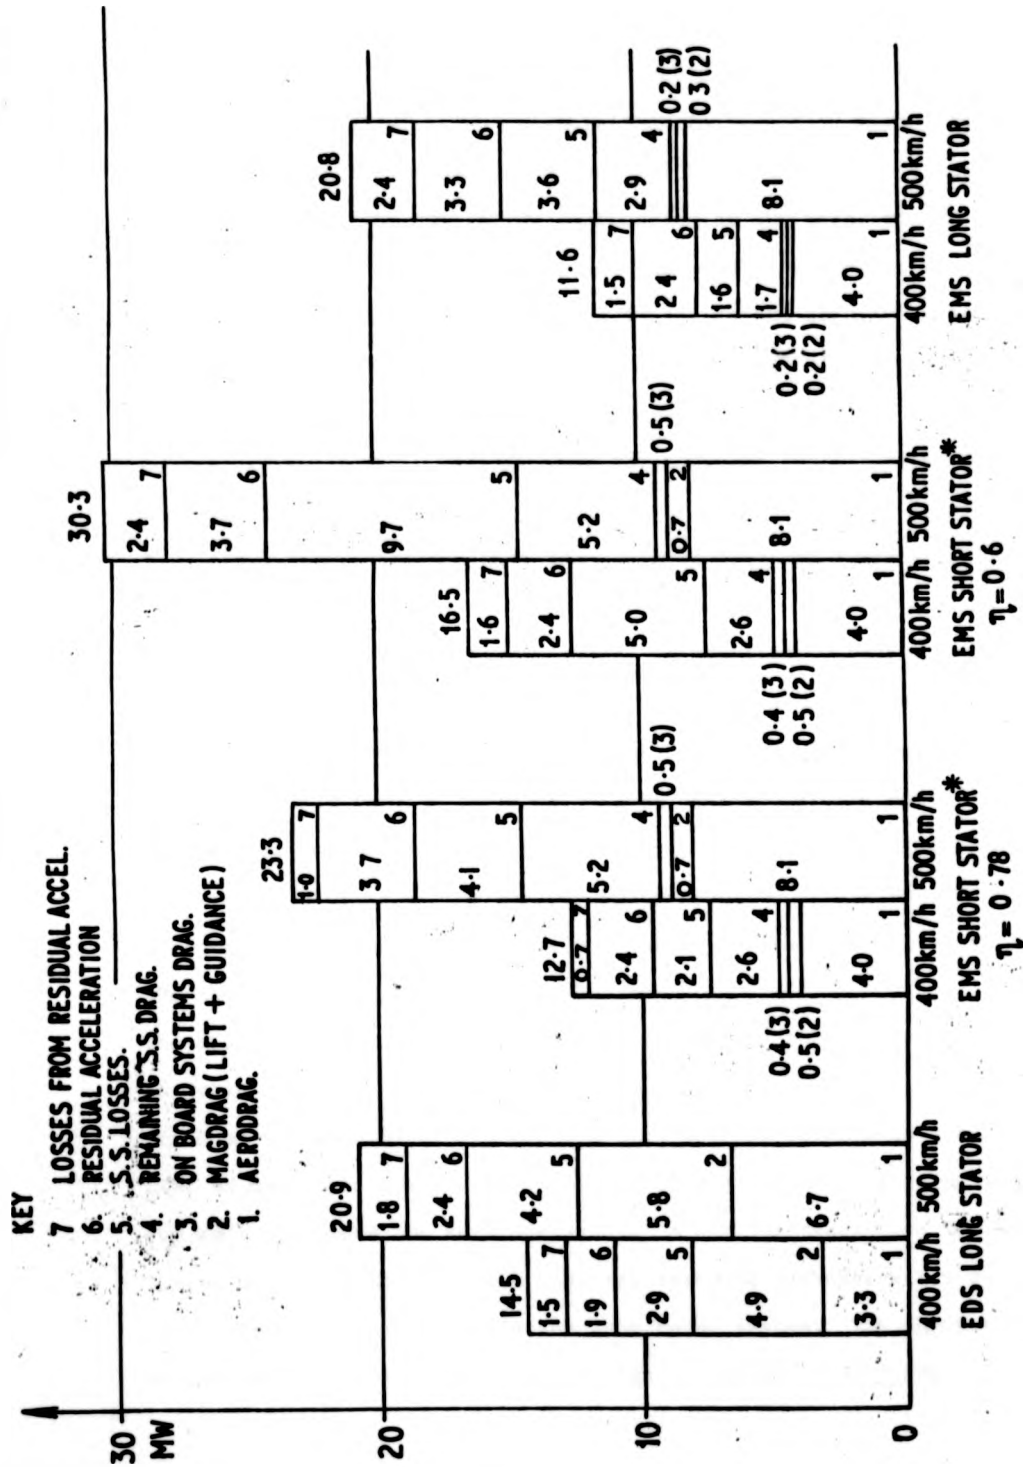 KEY
7 LOSSES FROM RESIDUAL ACCEL.
6. RESIDUAL ACCELERATION
5. S.S. LOSSES.
4. REMAINING S.S. DRAG.
3. ON BOARD SYSTEMS DRAG.
2. MAGDRAG (LIFT + GUIDANCE)
1. AERODRAG.
30
MW
20
10
0
14·5
1·5 7
1·9 6
2·9 5
4·9 2
3·3 1
400km/h
20·9
1·8 7
2·4 6
4·2 5
5·8 2
6·7 1
500km/h
EDS LONG STATOR
12·7
0·7 7
2·4 6
2·1 5
2·6 4
0·4(3)
0·5(2)
4·0 1
400km/h
23·3
1·0 7
3 7 6
4·1 5
5·2 4
0·5(3)
0·7 2
8·1 1
500km/h
EMS SHORT STATOR*
η = 0·78
16·5
1·6 7
2·4 6
5·0 5
2·6 4
0·4 (3)
0·5 (2)
4·0 1
400km/h
30·3
2·4 7
3·7 6
9·7 5
5·2 4
0·5 (3)
0·7 2
8·1 1
500km/h
EMS SHORT STATOR*
η=0·6
11·6
1·5 7
2 4 6
1·6 5
1·7 4
0·2(3)
0·2(2)
4·0 1
400km/h
20·8
2·4 7
3·3 6
3·6 5
2·9 4
0·2(3)
0 3(2)
8·1 1
500km/h
EMS LONG STATOR